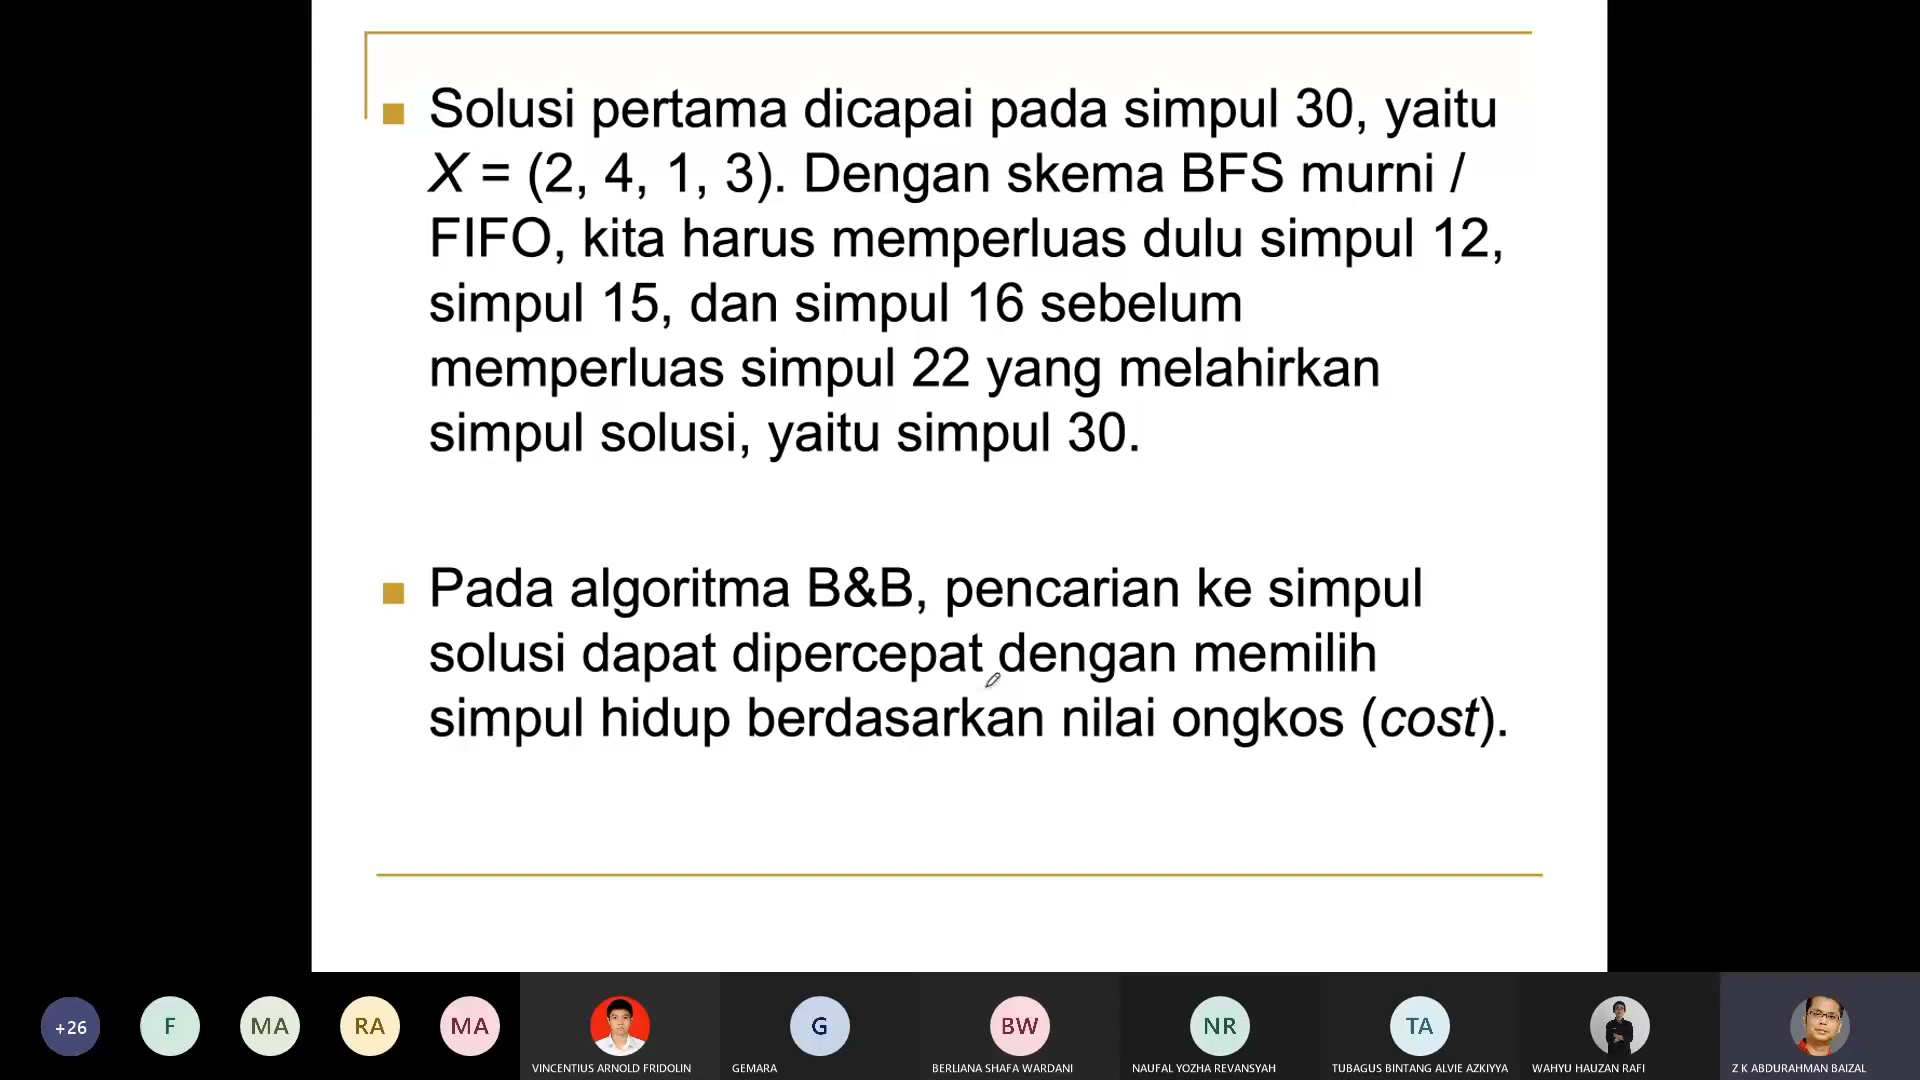 Solusi pertama dicapai pada simpul 30, yaitu
X = (2, 4, 1, 3). Dengan skema BFS murni /
FIFO, kita harus memperluas dulu simpul 12,
simpul 15, dan simpul 16 sebelum
memperluas simpul 22 yang melahirkan
simpul solusi, yaitu simpul 30.
Pada algoritma B&B, pencarian ke simpul
solusi dapat dipercepat dengan memilih
simpul hidup berdasarkan nilai ongkos (cost).
+26 F MA RA MA G BW NR TA
VINCENTIUS ARNOLD FRIDOLIN GEMARA BERLIANA SHAFA WARDANI NAUFAL YOZHA REVANSYAH TUBAGUS BINTANG ALVIE AZKIYYA WAHYU HAUZAN RAFI Z K ABDURAHMAN BAIZAL